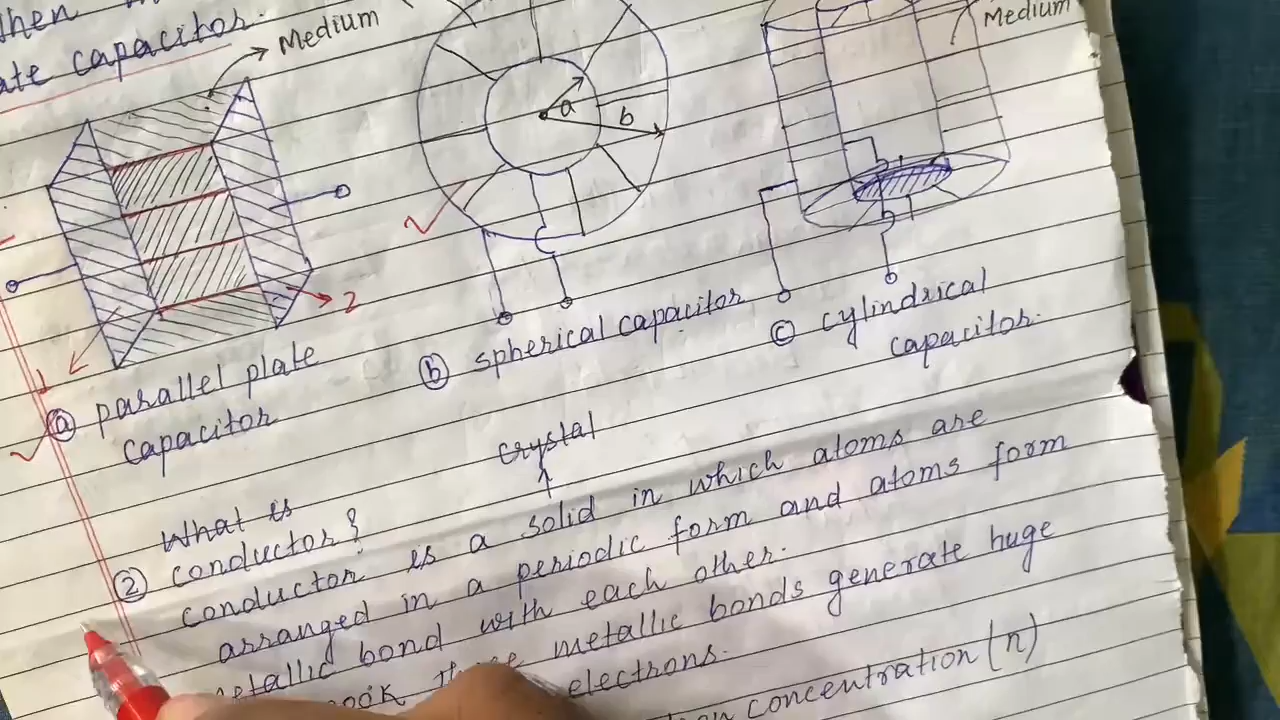 ate capacitor.
Medium
a
b
Medium
1
2
ⓐ parallel plate
capacitor
ⓑ spherical capacitor
ⓒ cylindrical
capacitor.
crystal
What is
② conductor?
conductor is a solid in which atoms are
arranged in a periodic form and atoms form
metallic bond with each other.
metallic bonds generate huge
electrons.
concentration (n)